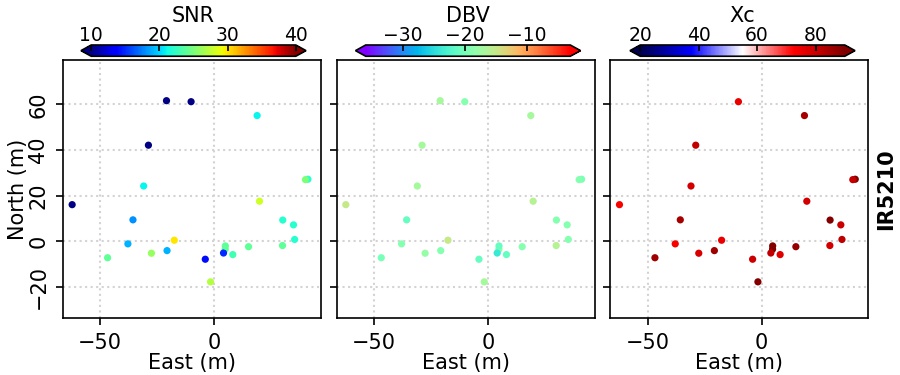 SNR
DBV
Xc
10 20 30 40
−30 −20 −10
20 40 60 80
North (m)
60
40
20
0
−20
−50 0
−50 0
−50 0
East (m)
East (m)
East (m)
IR5210